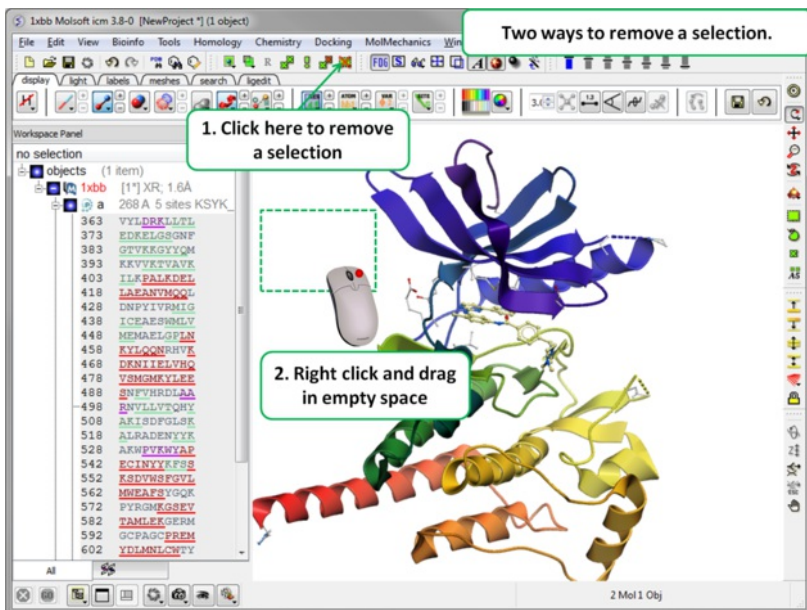 1xbb Molsoft icm 3.8-0 [NewProject *] (1 object)
Two ways to remove a selection.
File Edit View Bioinfo Tools Homology Chemistry Docking MolMechanics
display light labels meshes search ligedit
1. Click here to remove
a selection
Workspace Panel
no selection
objects (1 item)
1xbb [1*] XR; 1.6Å
a 268 A 5 sites KSYK_
363 VYLDRKLLTL
373 EDKELGSGNF
383 GTVKKGYYQM
393 KKVVKTVAVK
403 ILKPALKDEL
418 LAEANVMQQL
428 DNPYIVRMIG
438 ICEAESWMLV
448 MEMAELGPLN
458 KYLQQNRHVK
468 DKNIIELVHQ
478 VSMGMKYLEE
488 SNFVHRDLAA
498 RNVLLVTQHY
508 AKISDFGLSK
518 ALRADENYYK
528 AKWPVKWYAP
542 ECINYYKFSS
552 KSDVWSFGVL
562 MWEAFSYGQK
572 PYRGMKGSEV
582 TAMLEKGERM
592 GCPAGCPREM
602 YDLMNLCWTY
2. Right click and drag
in empty space
All
2 Mol 1 Obj